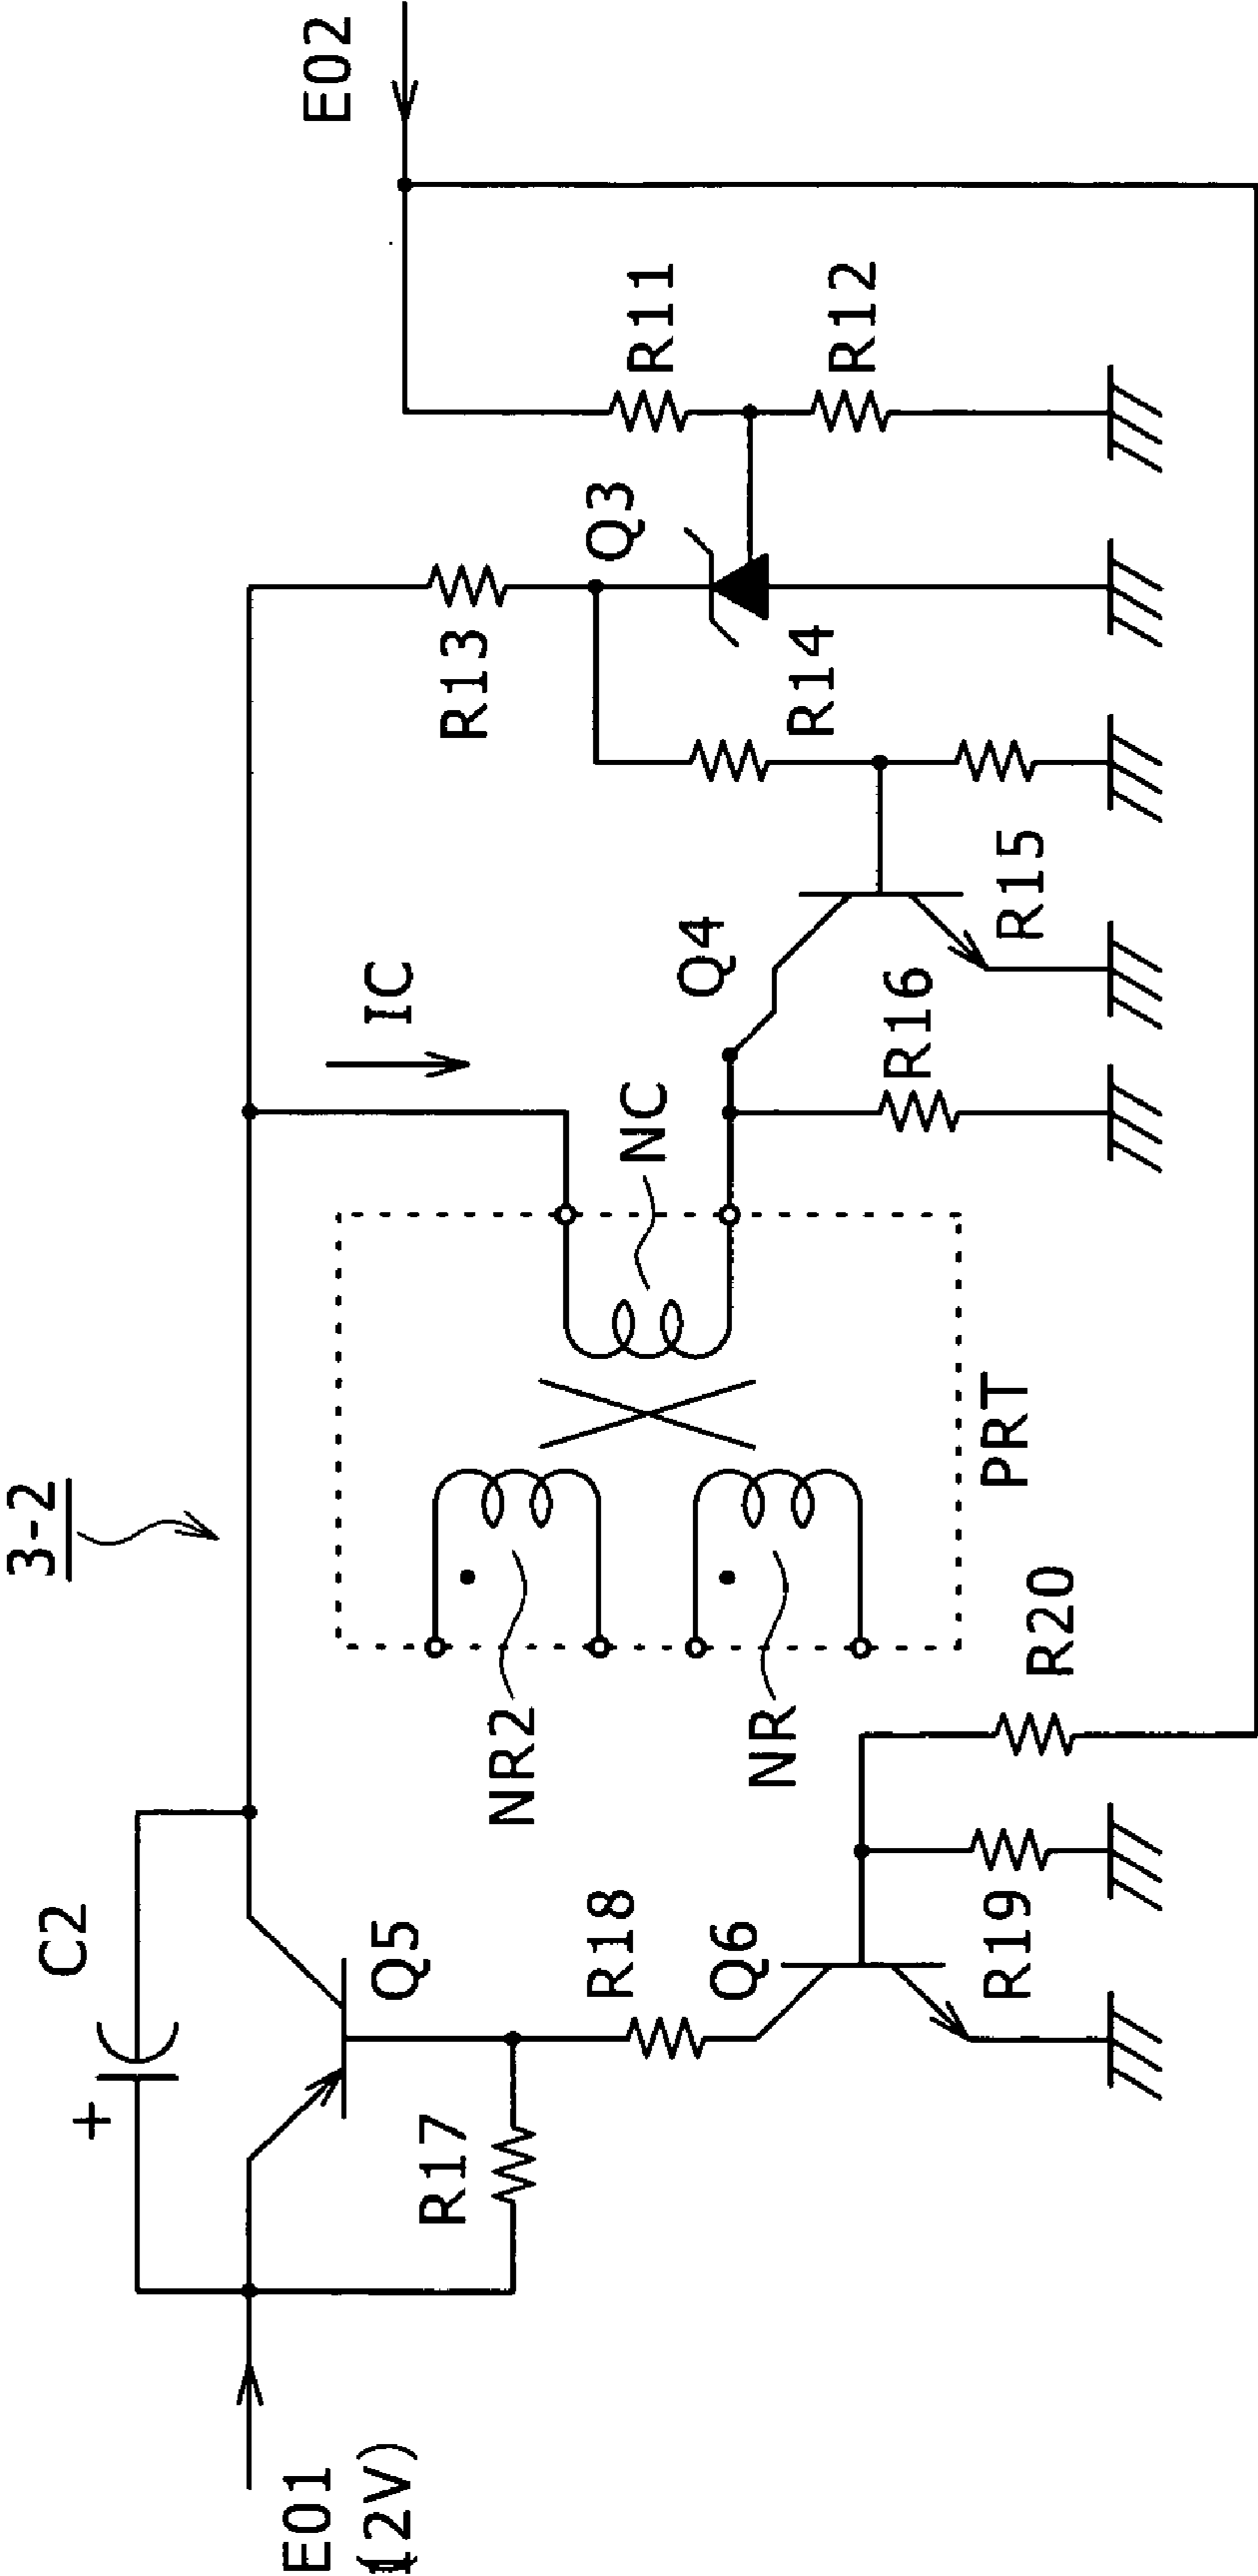 3-2
E01
(12V)
C2
Q5
R17
R18
Q6
R19
R20
NR2
NR
PRT
NC
IC
R16
Q4
R15
R14
R13
Q3
R11
R12
E02
+